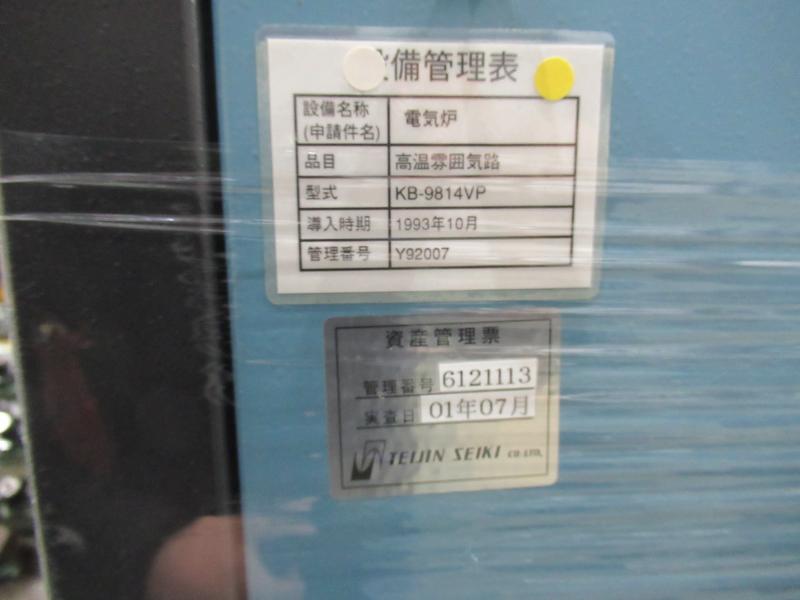 備管理表
設備名称
(申請件名)
電気炉
品目 高温雰囲気路
型式 KB-9814VP
導入時期 1993年10月
管理番号 Y92007
資産管理票
管理番号 6121113
実査日 01年07月
TEIJIN SEIKI CO.LTD.